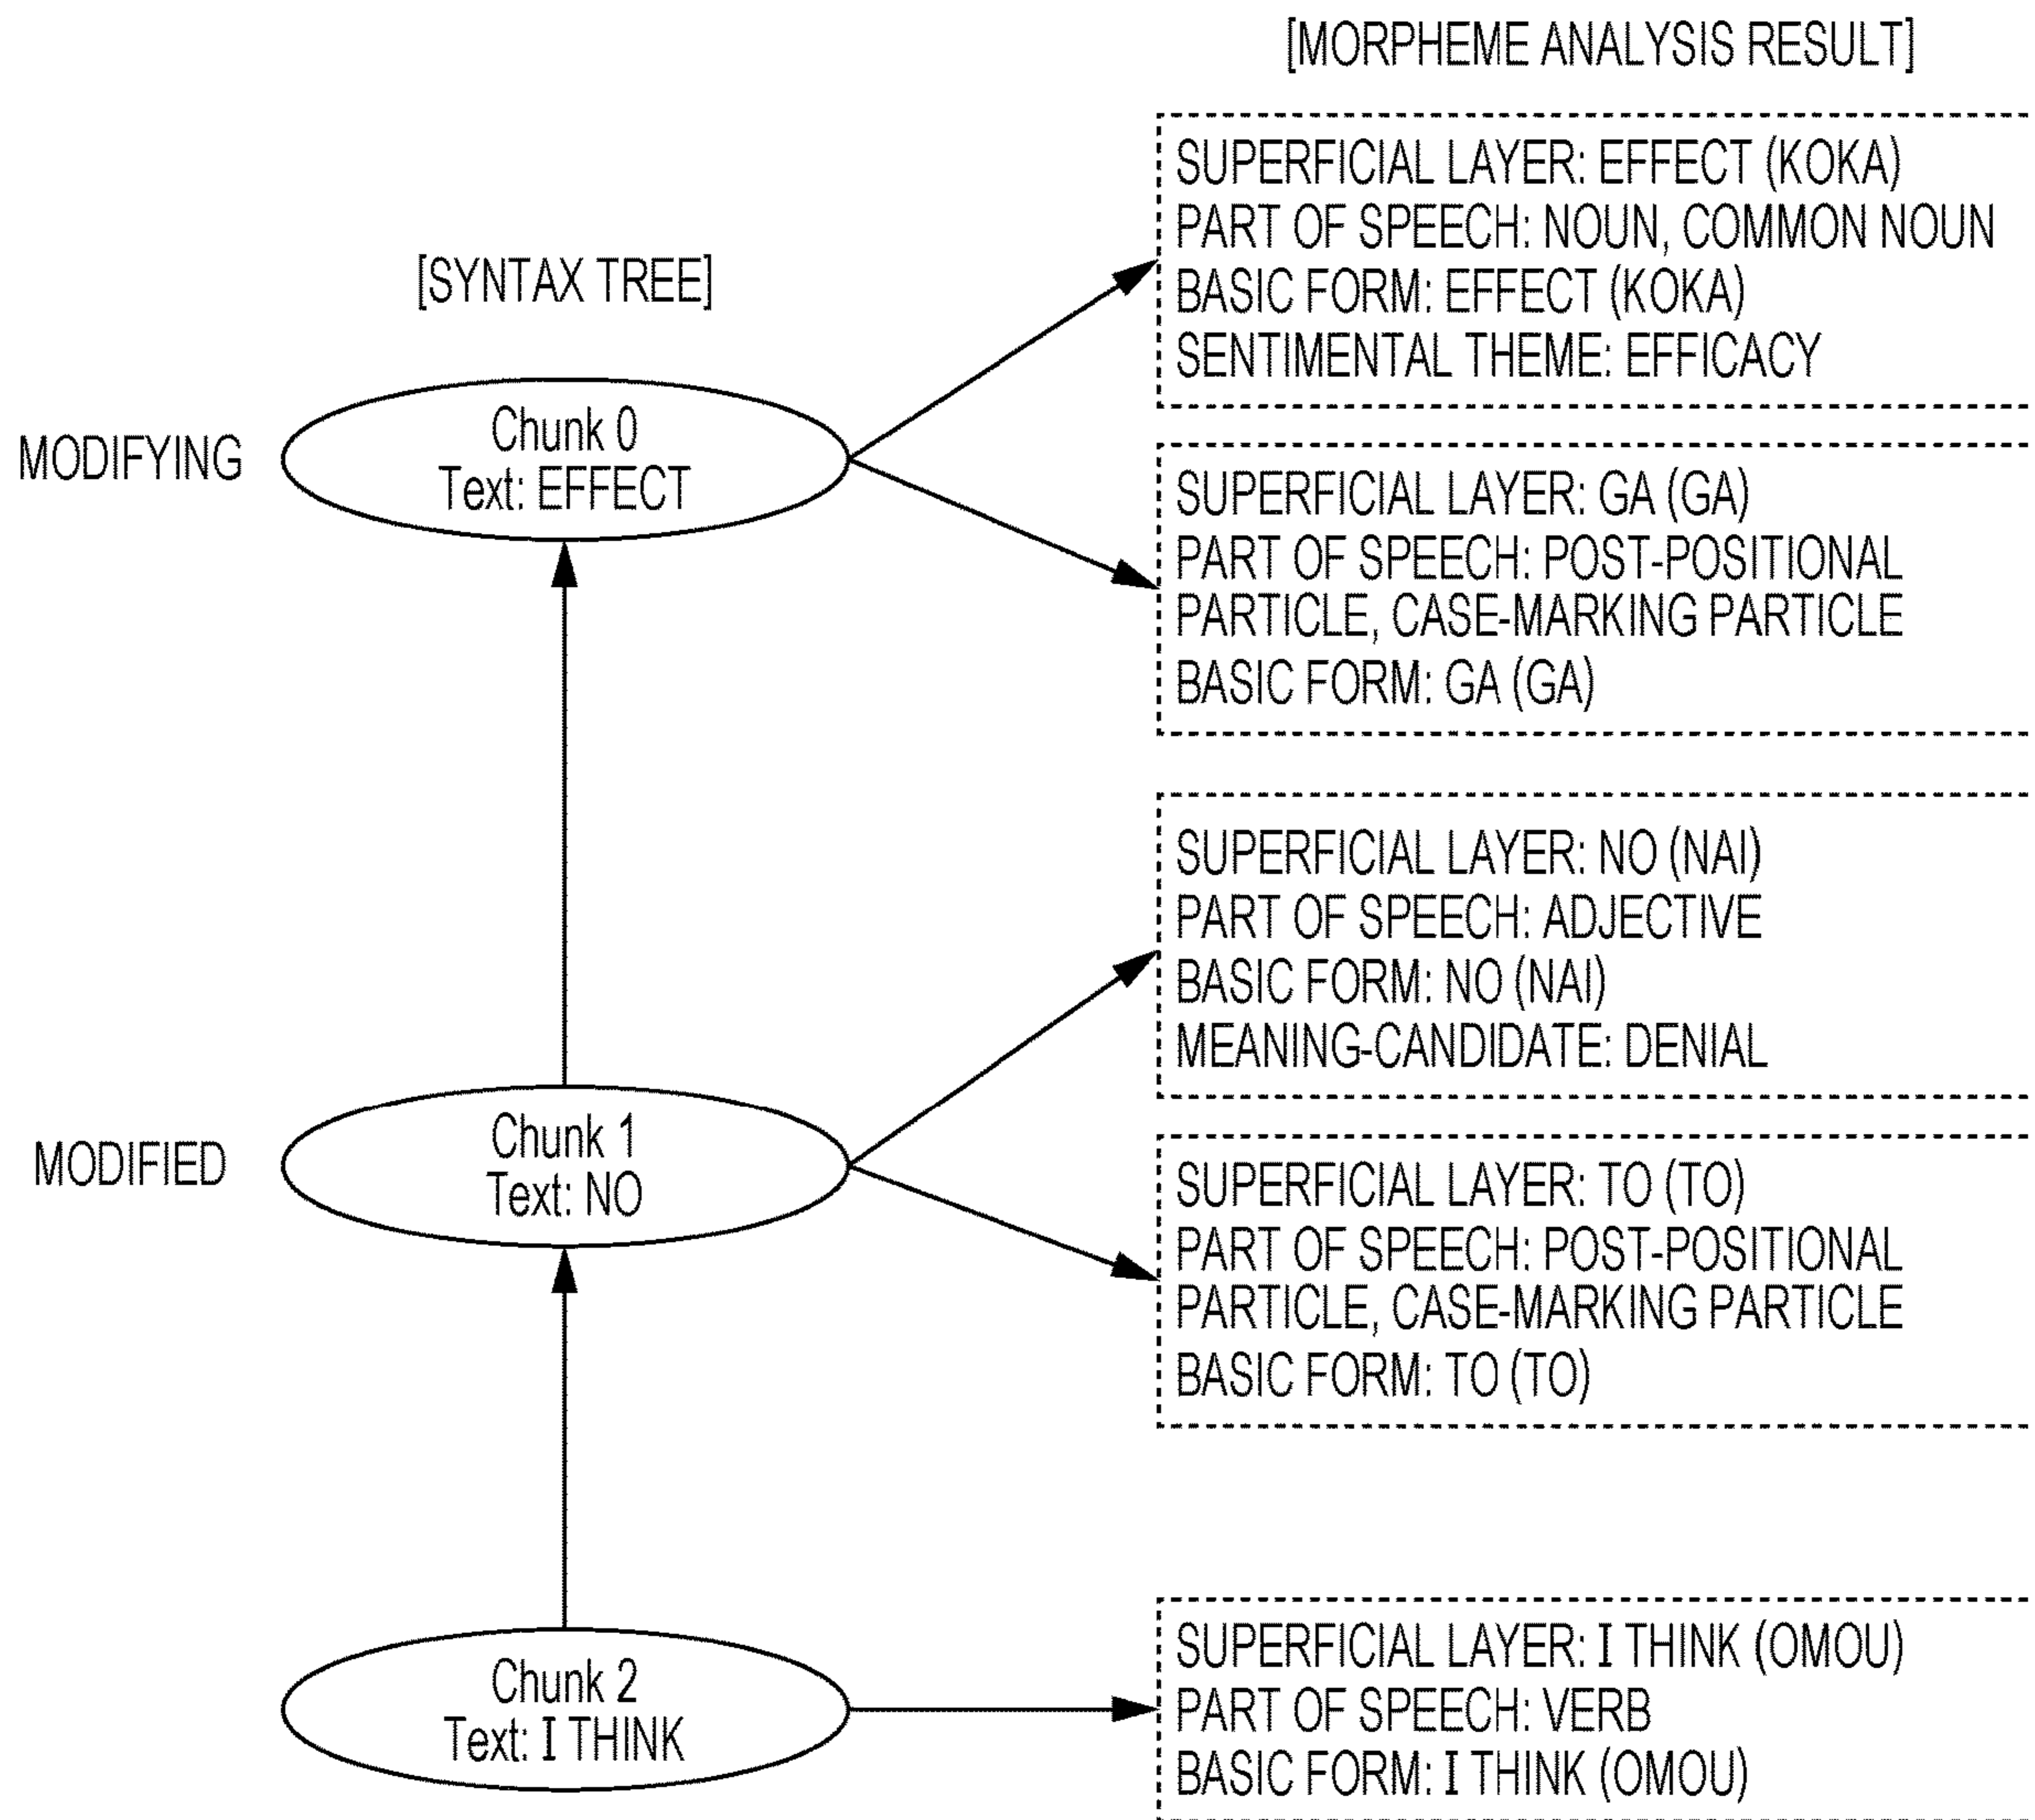 [MORPHEME ANALYSIS RESULT]
SUPERFICIAL LAYER: EFFECT (KOKA)
PART OF SPEECH: NOUN, COMMON NOUN
BASIC FORM: EFFECT (KOKA)
SENTIMENTAL THEME: EFFICACY
[SYNTAX TREE]
MODIFYING
Chunk 0
Text: EFFECT
SUPERFICIAL LAYER: GA (GA)
PART OF SPEECH: POST-POSITIONAL
PARTICLE, CASE-MARKING PARTICLE
BASIC FORM: GA (GA)
SUPERFICIAL LAYER: NO (NAI)
PART OF SPEECH: ADJECTIVE
BASIC FORM: NO (NAI)
MEANING-CANDIDATE: DENIAL
MODIFIED
Chunk 1
Text: NO
SUPERFICIAL LAYER: TO (TO)
PART OF SPEECH: POST-POSITIONAL
PARTICLE, CASE-MARKING PARTICLE
BASIC FORM: TO (TO)
Chunk 2
Text: I THINK
SUPERFICIAL LAYER: I THINK (OMOU)
PART OF SPEECH: VERB
BASIC FORM: I THINK (OMOU)